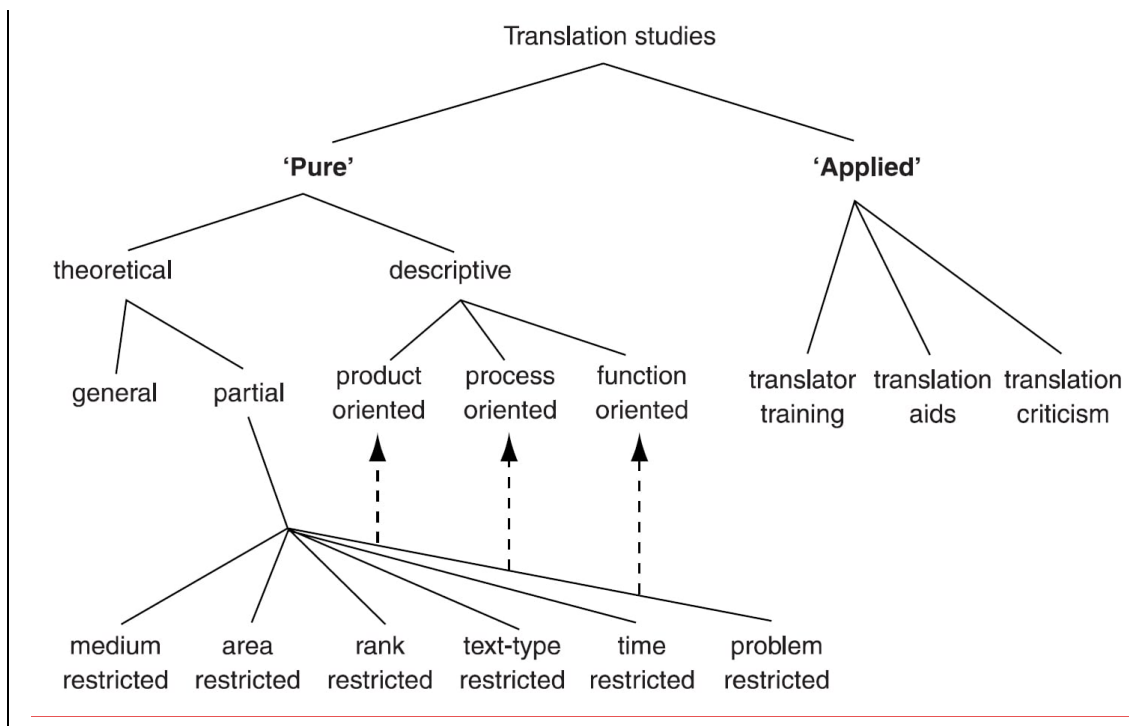 Translation studies
‘Pure’
‘Applied’
theoretical
descriptive
general
partial
product
oriented
process
oriented
function
oriented
translator
training
translation
aids
translation
criticism
medium
restricted
area
restricted
rank
restricted
text-type
restricted
time
restricted
problem
restricted